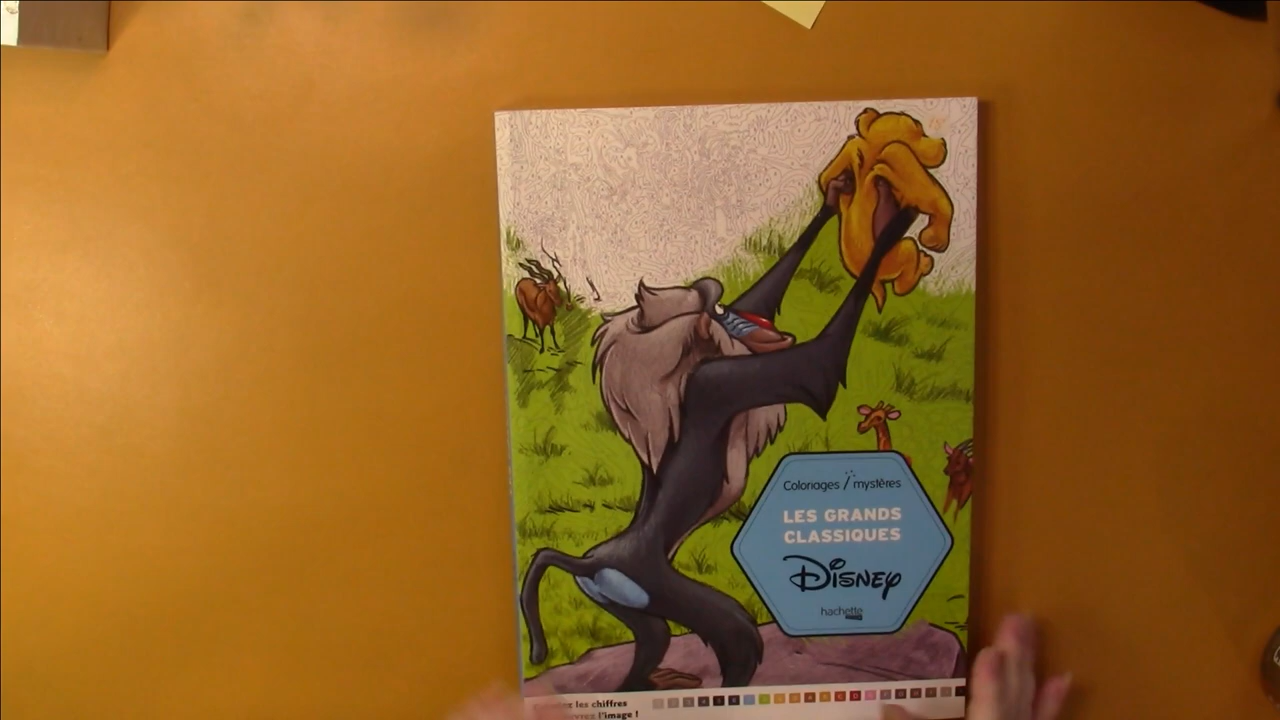 Coloriages mystères
LES GRANDS
CLASSIQUES
Disney
hachette
les chiffres
l'image !